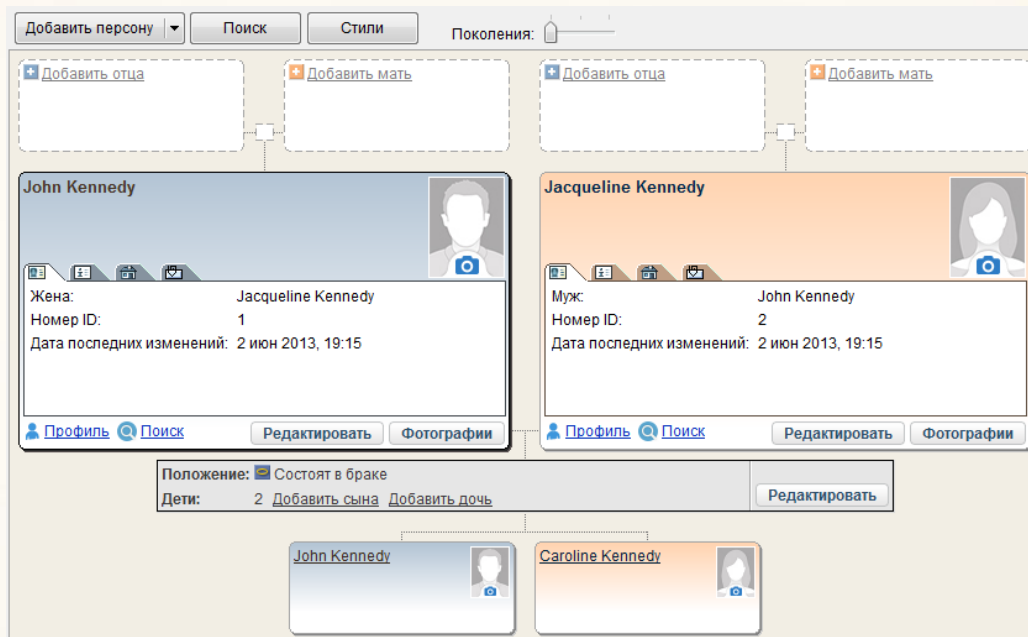 Добавить персону Поиск Стили Поколения:
Добавить отца Добавить мать Добавить отца Добавить мать
John Kennedy Jacqueline Kennedy
Жена: Jacqueline Kennedy Муж: John Kennedy
Номер ID: 1 Номер ID: 2
Дата последних изменений: 2 июн 2013, 19:15 Дата последних изменений: 2 июн 2013, 19:15
Профиль Поиск Редактировать Фотографии Профиль Поиск Редактировать Фотографии
Положение: Состоят в браке
Дети: 2 Добавить сына Добавить дочь Редактировать
John Kennedy Caroline Kennedy